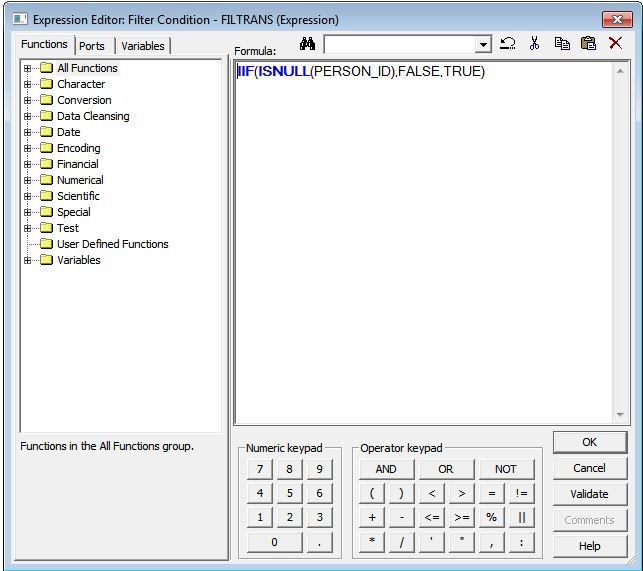 Expression Editor: Filter Condition - FILTRANS (Expression)
Functions Ports Variables
Formula:
IIF(ISNULL(PERSON_ID),FALSE,TRUE)
All Functions
Character
Conversion
Data Cleansing
Date
Encoding
Financial
Numerical
Scientific
Special
Test
User Defined Functions
Variables
Functions in the All Functions group.
Numeric keypad
7 8 9
4 5 6
1 2 3
0 .
Operator keypad
AND OR NOT
( ) < > = !=
+ - <= >= % ||
* / ' " , :
OK
Cancel
Validate
Comments
Help